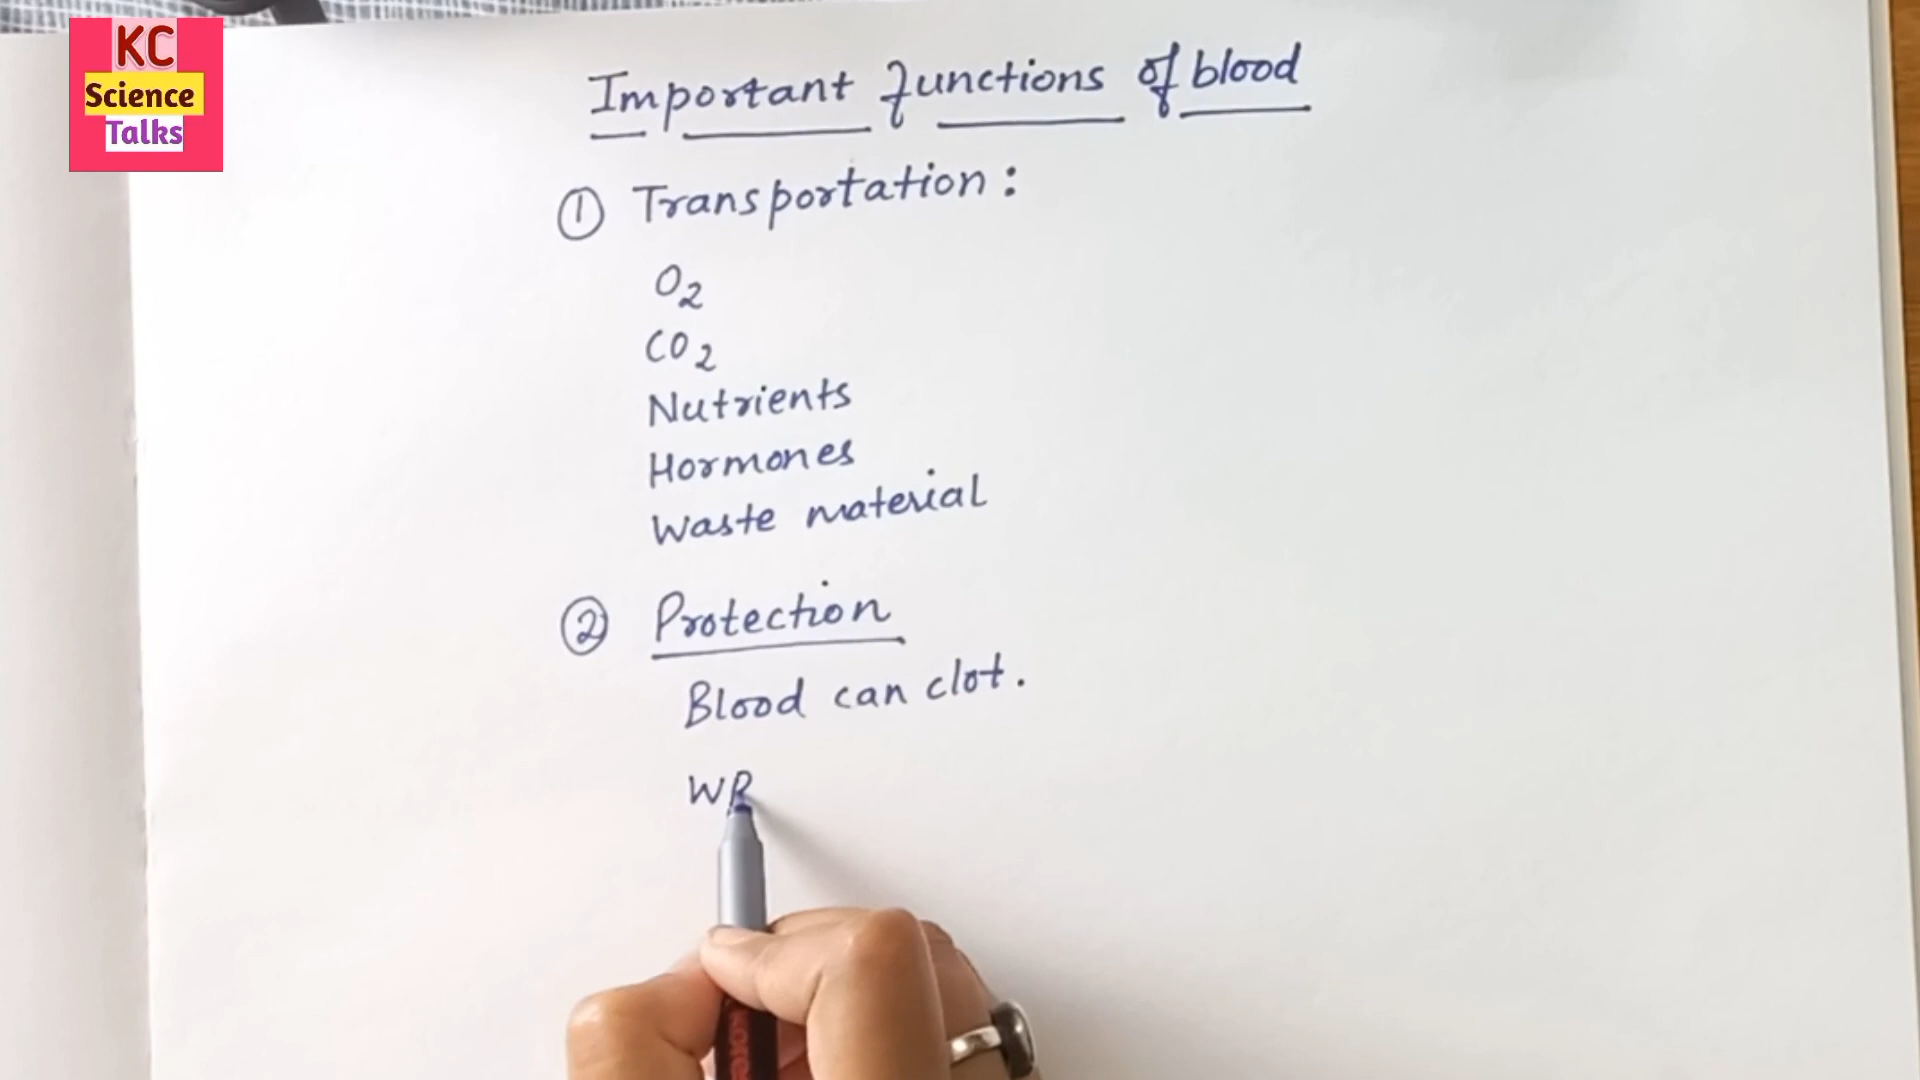 KC
Science
Talks
Important functions of blood
① Transportation:
O2
CO2
Nutrients
Hormones
Waste material
② Protection
Blood can clot.
WB